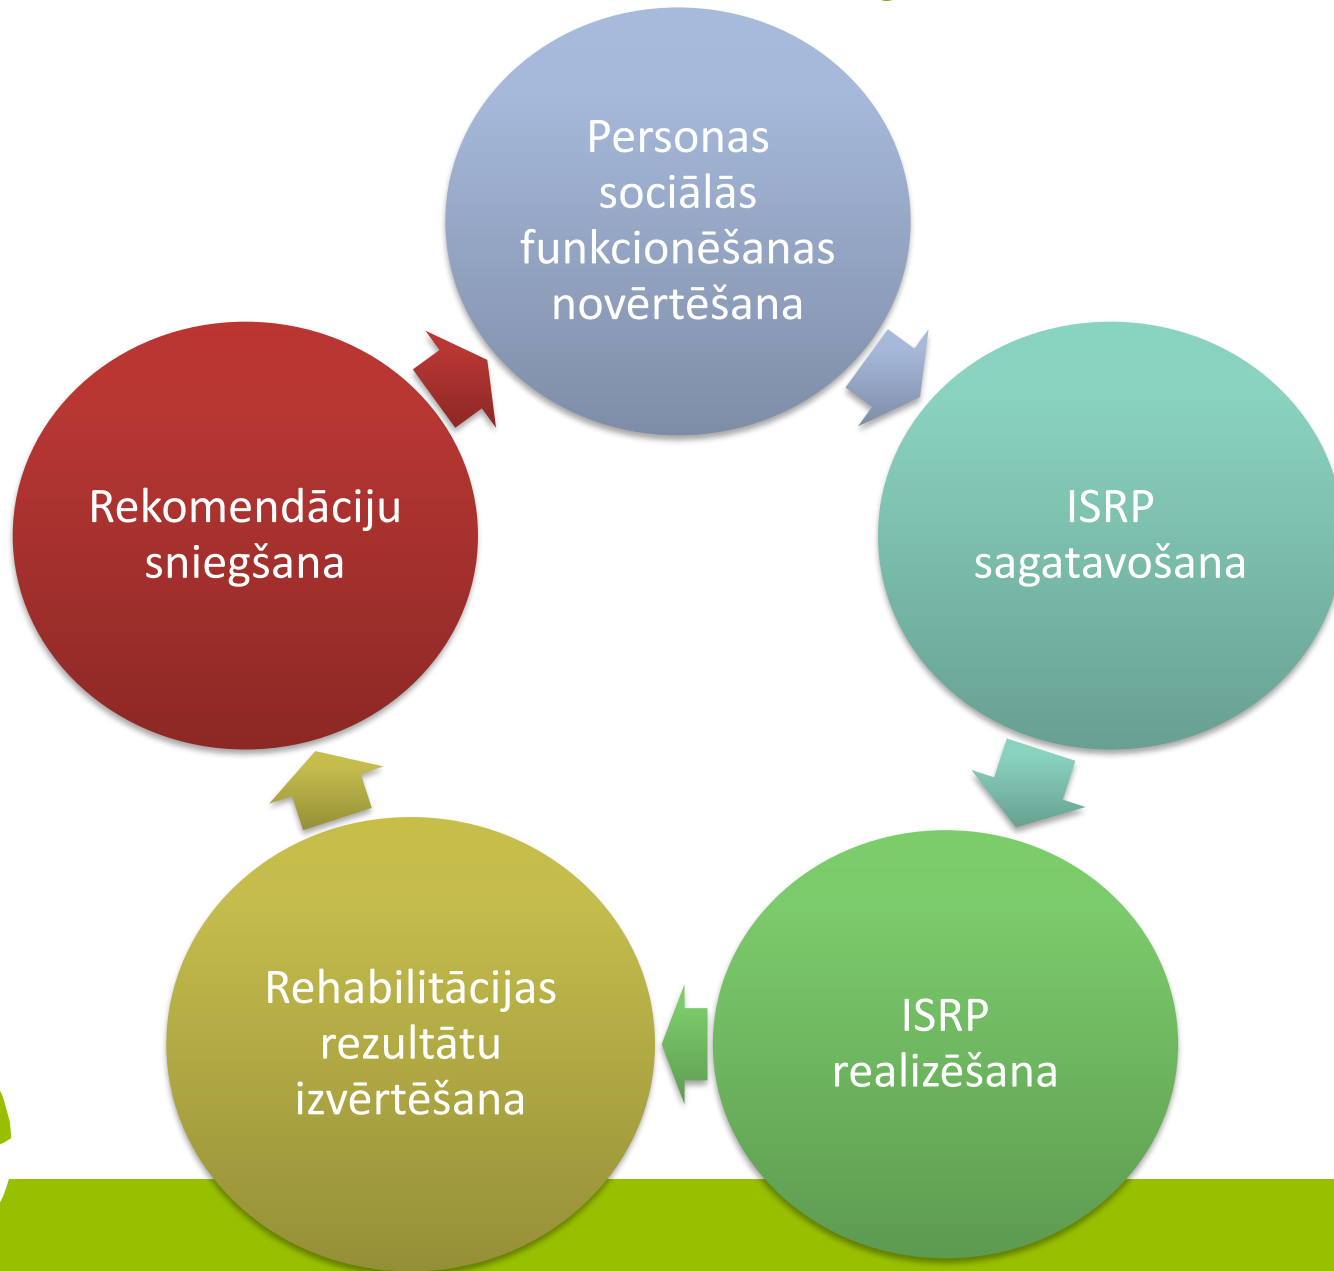 Personas
sociālās
funkcionēšanas
novērtēšana
ISRP
sagatavošana
ISRP
realizēšana
Rehabilitācijas
rezultātu
izvērtēšana
Rekomendāciju
sniegšana